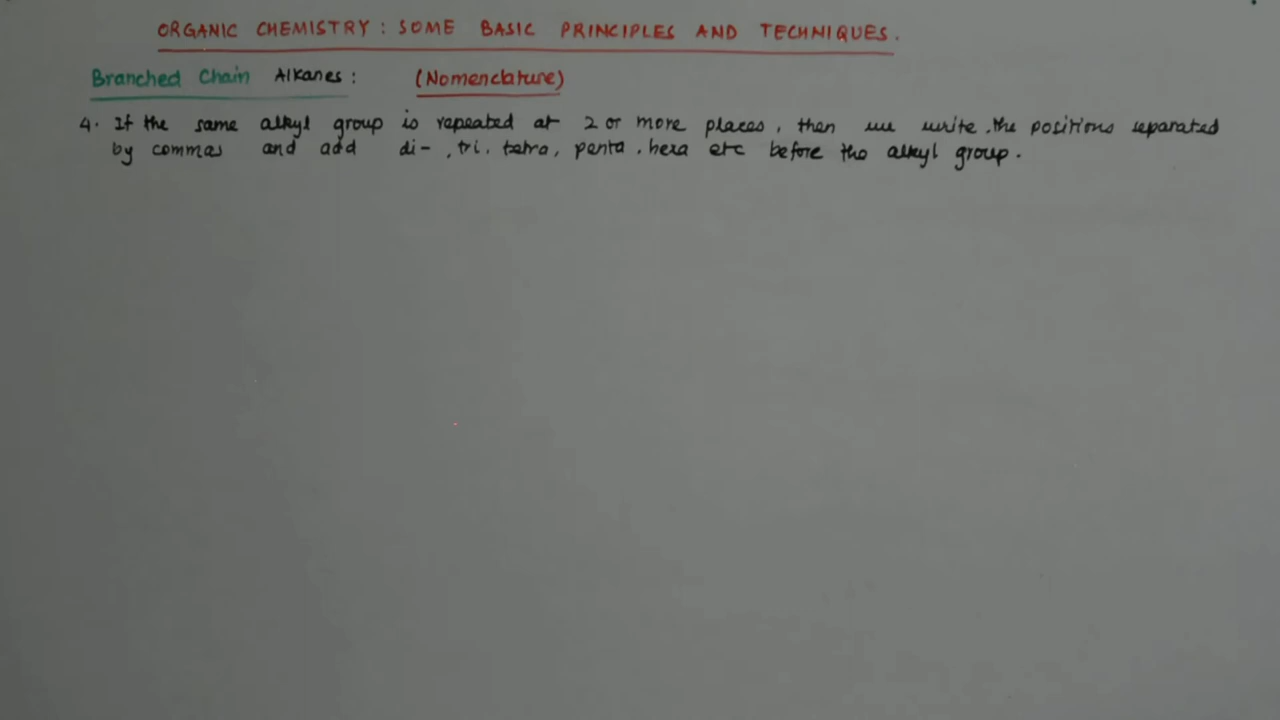 ORGANIC CHEMISTRY : SOME BASIC PRINCIPLES AND TECHNIQUES.
Branched Chain Alkanes : (Nomenclature)
4. If the same alkyl group is repeated at 2 or more places, then we write the positions separated
by commas and add di-, tri, tetra, penta, hexa etc before the alkyl group.